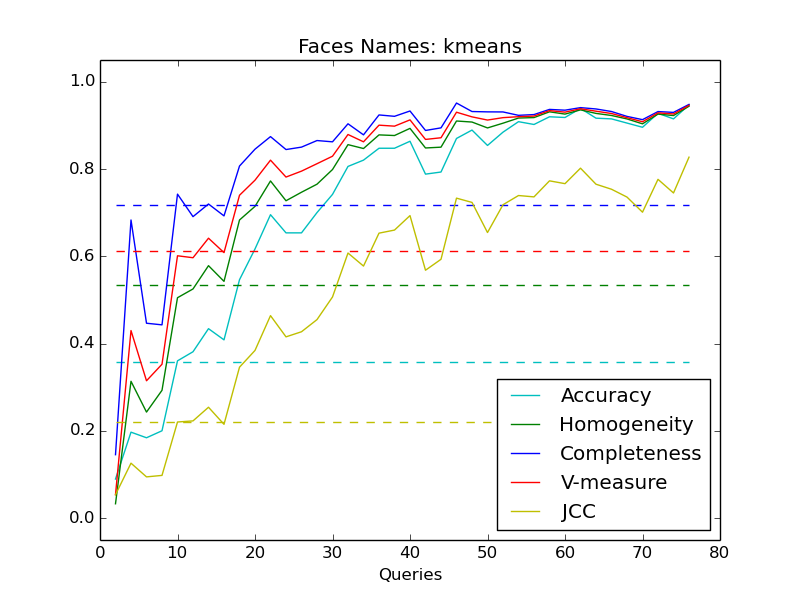 Faces Names: kmeans
1.0
0.8
0.6
0.4
0.2
0.0
Accuracy
Homogeneity
Completeness
V-measure
JCC
0 10 20 30 40 50 60 70 80
Queries